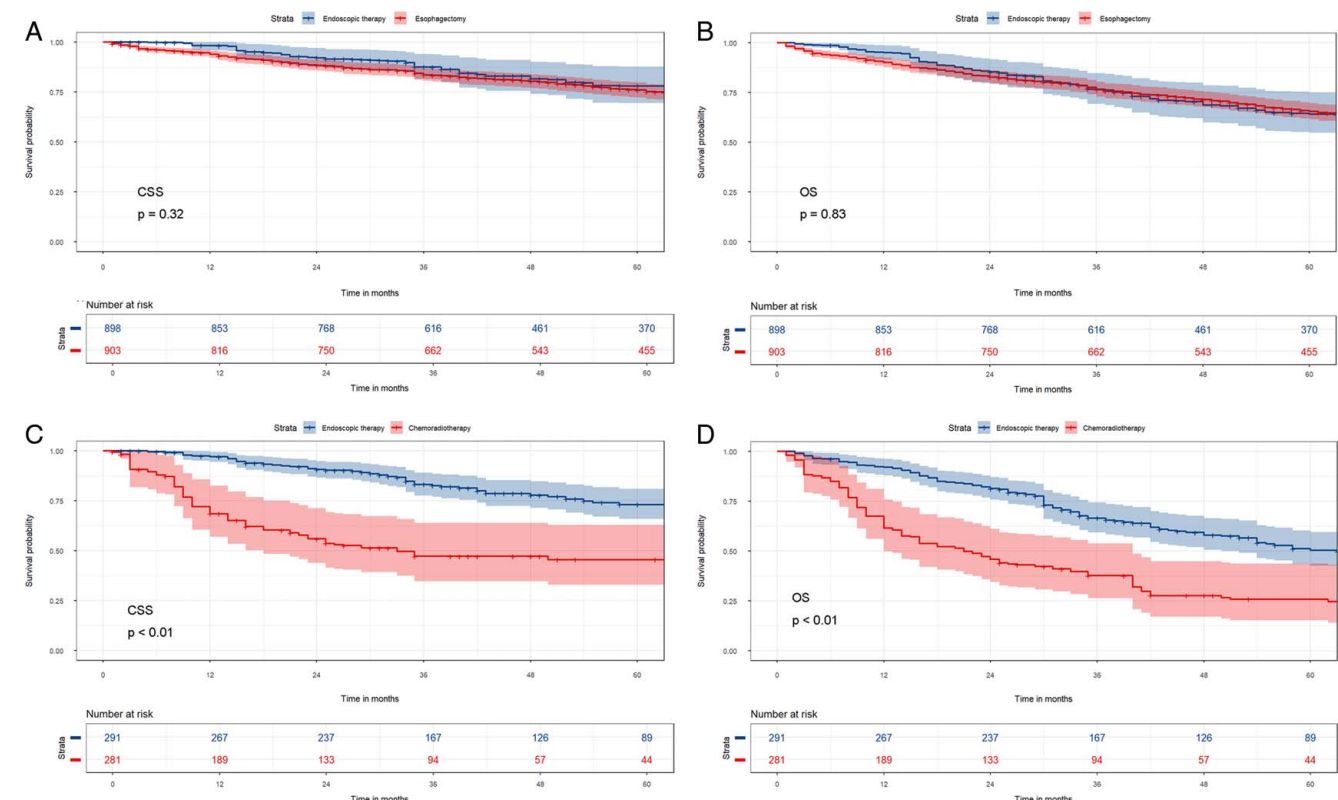 A
Strata Endoscopic therapy Esophagectomy
Survival probability
1.00
0.75
0.50
0.25
0.00
CSS
p = 0.32
0 12 24 36 48 60
Time in months
Number at risk
Strata
898 853 768 616 461 370
903 816 750 662 543 455
0 12 24 36 48 60
Time in months
B
Strata Endoscopic therapy Esophagectomy
Survival probability
1.00
0.75
0.50
0.25
0.00
OS
p = 0.83
0 12 24 36 48 60
Time in months
Number at risk
Strata
898 853 768 616 461 370
903 816 750 662 543 455
0 12 24 36 48 60
Time in months
C
Strata Endoscopic therapy Chemoradiotherapy
Survival probability
1.00
0.75
0.50
0.25
0.00
CSS
p < 0.01
0 12 24 36 48 60
Time in months
Number at risk
Strata
291 267 237 167 126 89
281 189 133 94 57 44
0 12 24 36 48 60
Time in months
D
Strata Endoscopic therapy Chemoradiotherapy
Survival probability
1.00
0.75
0.50
0.25
0.00
OS
p < 0.01
0 12 24 36 48 60
Time in months
Number at risk
Strata
291 267 237 167 126 89
281 189 133 94 57 44
0 12 24 36 48 60
Time in months